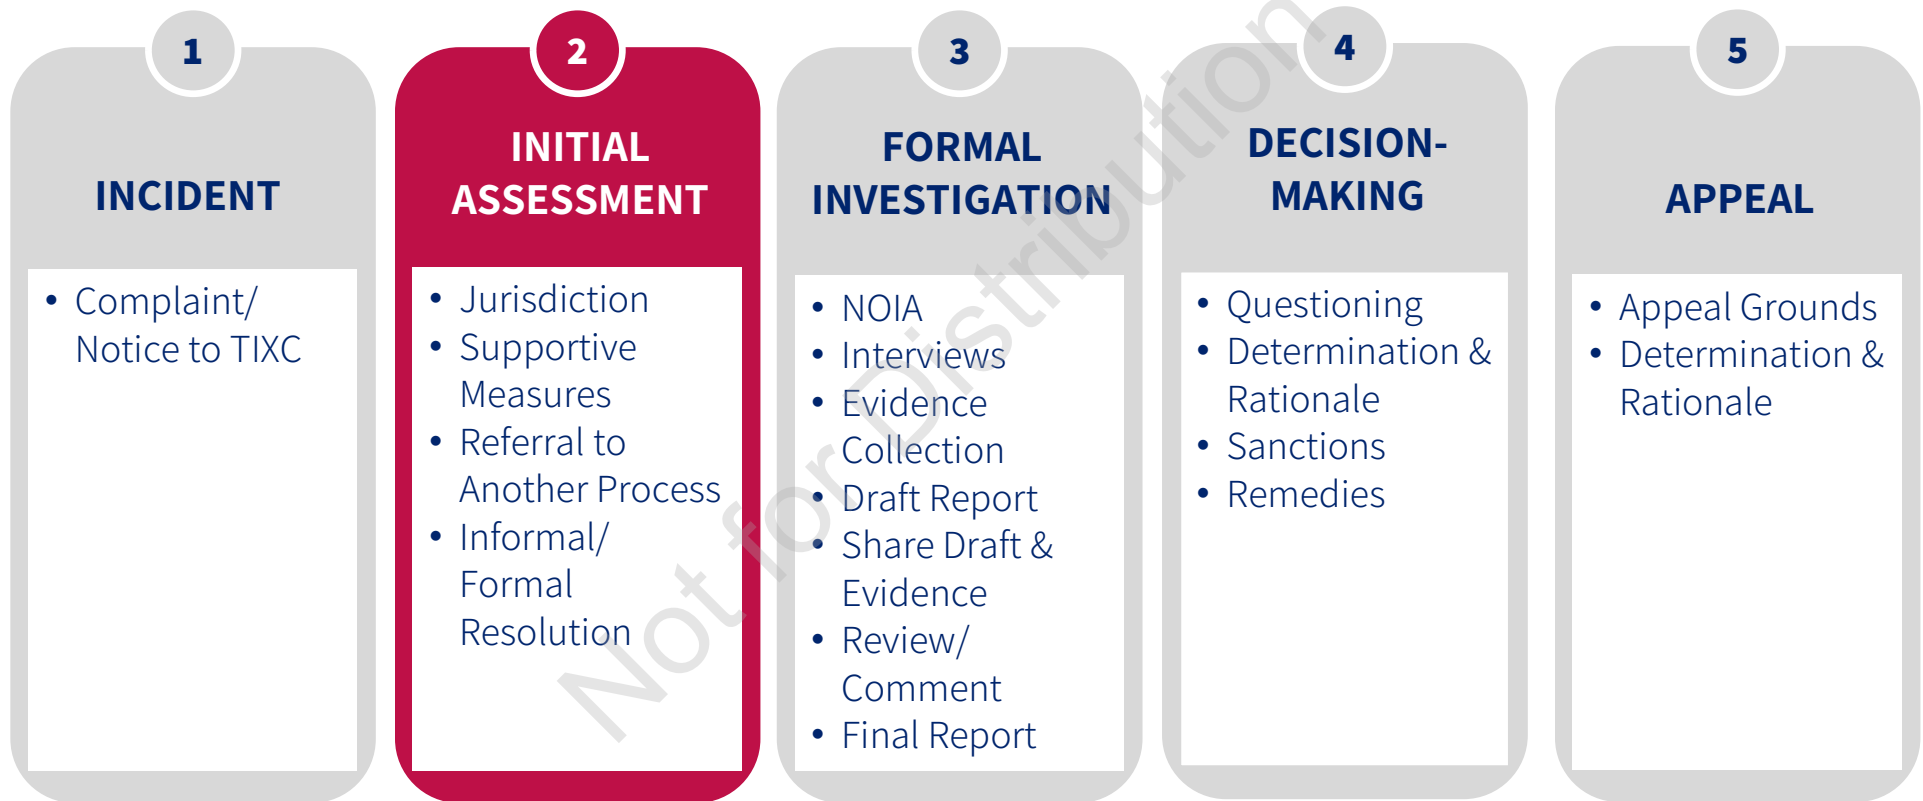 1
INCIDENT
• Complaint/
Notice to TIXC
2
INITIAL
ASSESSMENT
• Jurisdiction
• Supportive
Measures
• Referral to
Another Process
• Informal/
Formal
Resolution
3
FORMAL
INVESTIGATION
• NOIA
• Interviews
• Evidence
Collection
• Draft Report
• Share Draft &
Evidence
• Review/
Comment
• Final Report
4
DECISION-
MAKING
• Questioning
• Determination &
Rationale
• Sanctions
• Remedies
5
APPEAL
• Appeal Grounds
• Determination &
Rationale
Not for Distribution